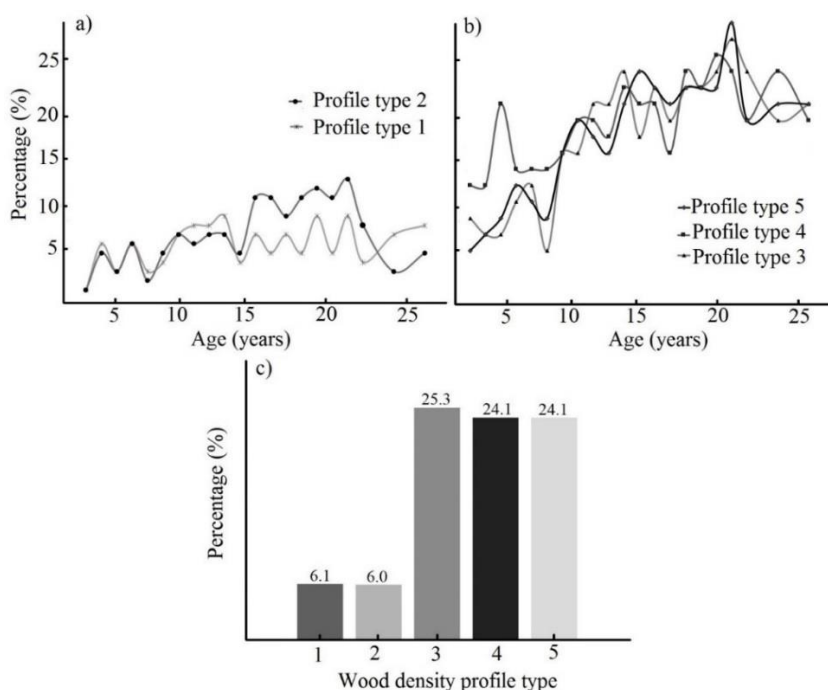 a)
Percentage (%)
25
20
15
10
5
Profile type 2
Profile type 1
5 10 15 20 25
Age (years)
b)
Profile type 5
Profile type 4
Profile type 3
5 10 15 20 25
Age (years)
c)
Percentage (%)
25.3
24.1 24.1
6.1 6.0
1 2 3 4 5
Wood density profile type